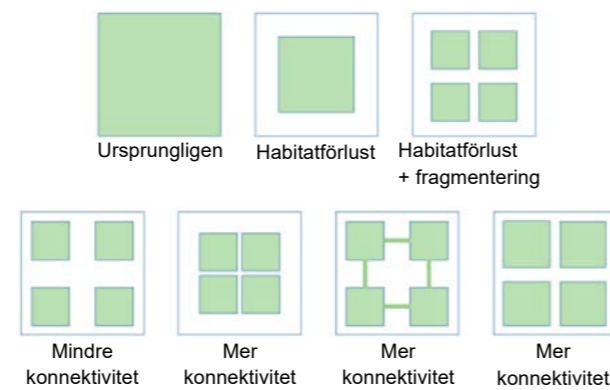 Ursprungligen
Habitatförlust
Habitatförlust
+ fragmentering
Mindre
konnektivitet
Mer
konnektivitet
Mer
konnektivitet
Mer
konnektivitet